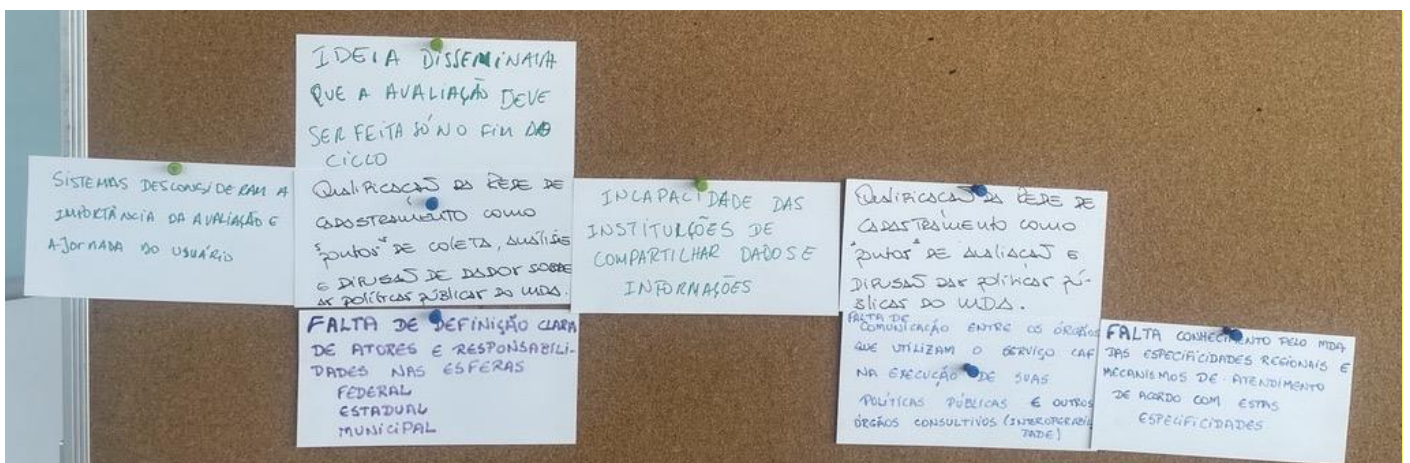 SISTEMAS DESCONSIDERAM A
IMPORTÂNCIA DA AVALIAÇÃO E
A JORNADA DO USUÁRIO
IDEIA DISSEMINADA
QUE A AVALIAÇÃO DEVE
SER FEITA SÓ NO FIM DO
CICLO
QUALIFICAÇÃO DA REDE DE
CADASTRAMENTO COMO
"PONTOS" DE COLETA, ANÁLISE
E DIFUSÃO DE DADOS SOBRE
AS POLÍTICAS PÚBLICAS DO MDA.
FALTA DE DEFINIÇÃO CLARA
DE ATORES E RESPONSABILI-
DADES NAS ESFERAS
FEDERAL
ESTADUAL
MUNICIPAL
INCAPACIDADE DAS
INSTITUIÇÕES DE
COMPARTILHAR DADOS E
INFORMAÇÕES
QUALIFICAÇÃO DA REDE DE
CADASTRAMENTO COMO
"PONTOS" DE AVALIAÇÃO E
DIFUSÃO DAS POLÍTICAS PÚ-
BLICAS DO MDA.
FALTA DE
COMUNICAÇÃO ENTRE OS ÓRGÃOS
QUE UTILIZAM O SERVIÇO CAF
NA EXECUÇÃO DE SUAS
POLÍTICAS PÚBLICAS E OUTROS
ÓRGÃOS CONSULTIVOS (INTEROPERABILI
DADE)
FALTA CONHECIMENTO PELO MDA
DAS ESPECIFICIDADES REGIONAIS E
MECANISMOS DE ATENDIMENTO
DE ACORDO COM ESTAS
ESPECIFICIDADES